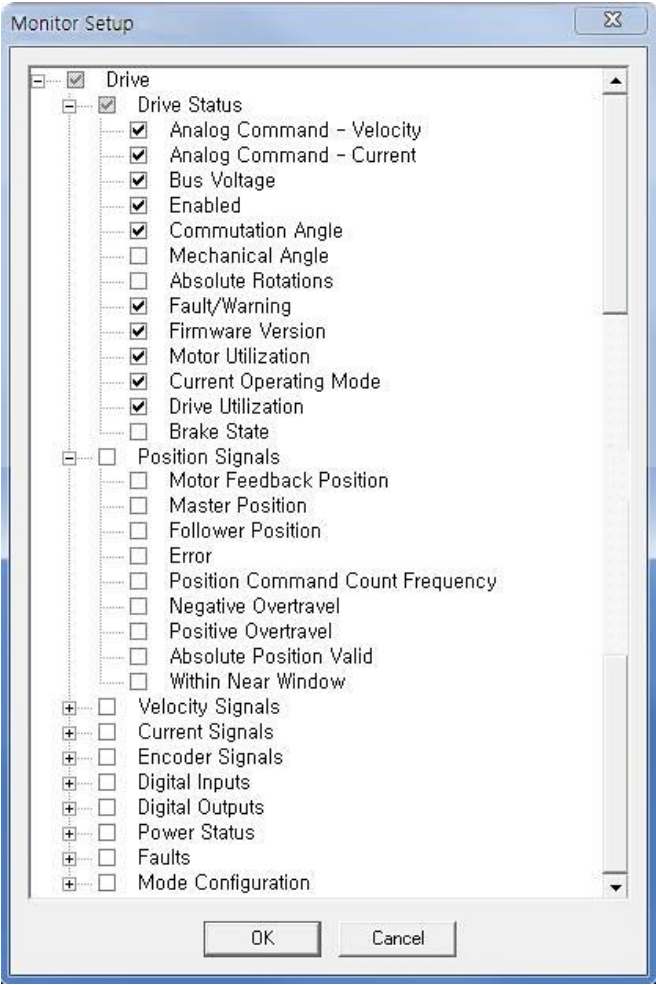 Monitor Setup
Drive
Drive Status
Analog Command - Velocity
Analog Command - Current
Bus Voltage
Enabled
Commutation Angle
Mechanical Angle
Absolute Rotations
Fault/Warning
Firmware Version
Motor Utilization
Current Operating Mode
Drive Utilization
Brake State
Position Signals
Motor Feedback Position
Master Position
Follower Position
Error
Position Command Count Frequency
Negative Overtravel
Positive Overtravel
Absolute Position Valid
Within Near Window
Velocity Signals
Current Signals
Encoder Signals
Digital Inputs
Digital Outputs
Power Status
Faults
Mode Configuration
OK Cancel